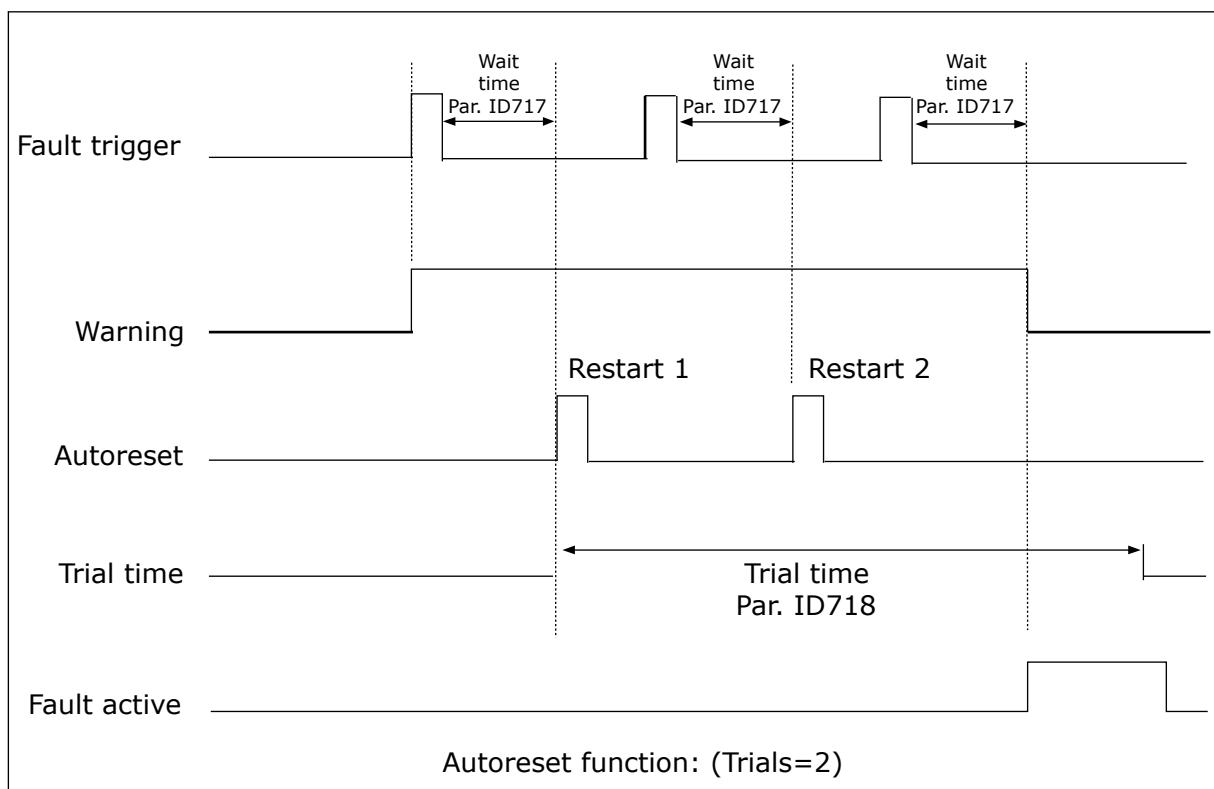 Wait
time
Par. ID717
Wait
time
Par. ID717
Wait
time
Par. ID717
Fault trigger
Warning
Restart 1
Restart 2
Autoreset
Trial time
Trial time
Par. ID718
Fault active
Autoreset function: (Trials=2)